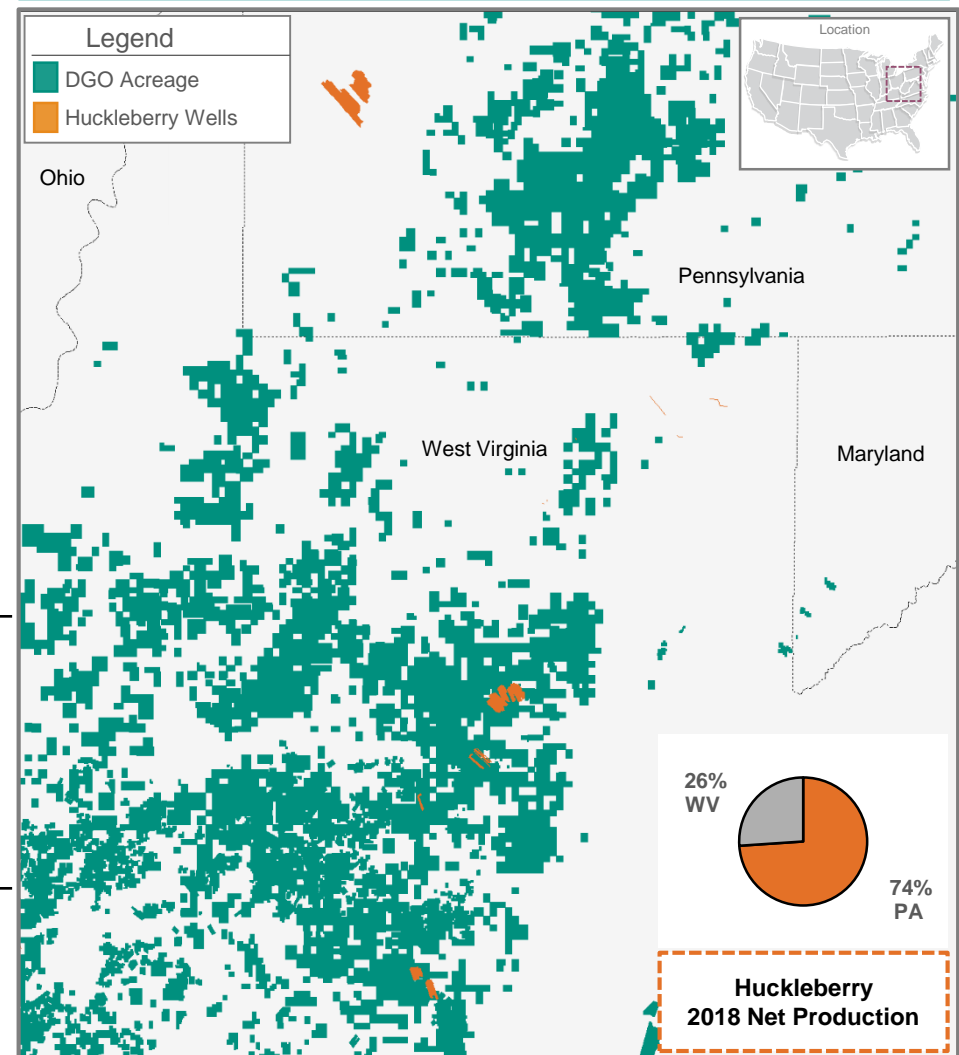 Legend
DGO Acreage
Huckleberry Wells
Location
Ohio
Pennsylvania
West Virginia
Maryland
26%
WV
74%
PA
Huckleberry
2018 Net Production